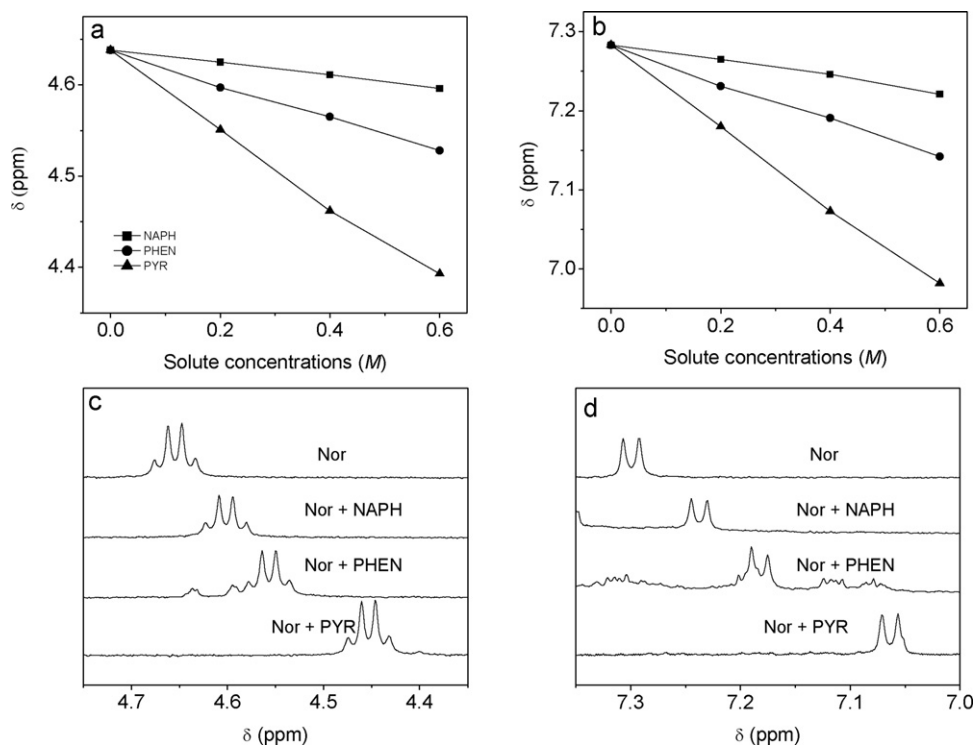 a
4.6
4.5
4.4
δ (ppm)
NAPH
PHEN
PYR
0.0 0.2 0.4 0.6
Solute concentrations (M)
b
7.3
7.2
7.1
7.0
δ (ppm)
0.0 0.2 0.4 0.6
Solute concentrations (M)
c
Nor
Nor + NAPH
Nor + PHEN
Nor + PYR
4.7 4.6 4.5 4.4
δ (ppm)
d
Nor
Nor + NAPH
Nor + PHEN
Nor + PYR
7.3 7.2 7.1 7.0
δ (ppm)